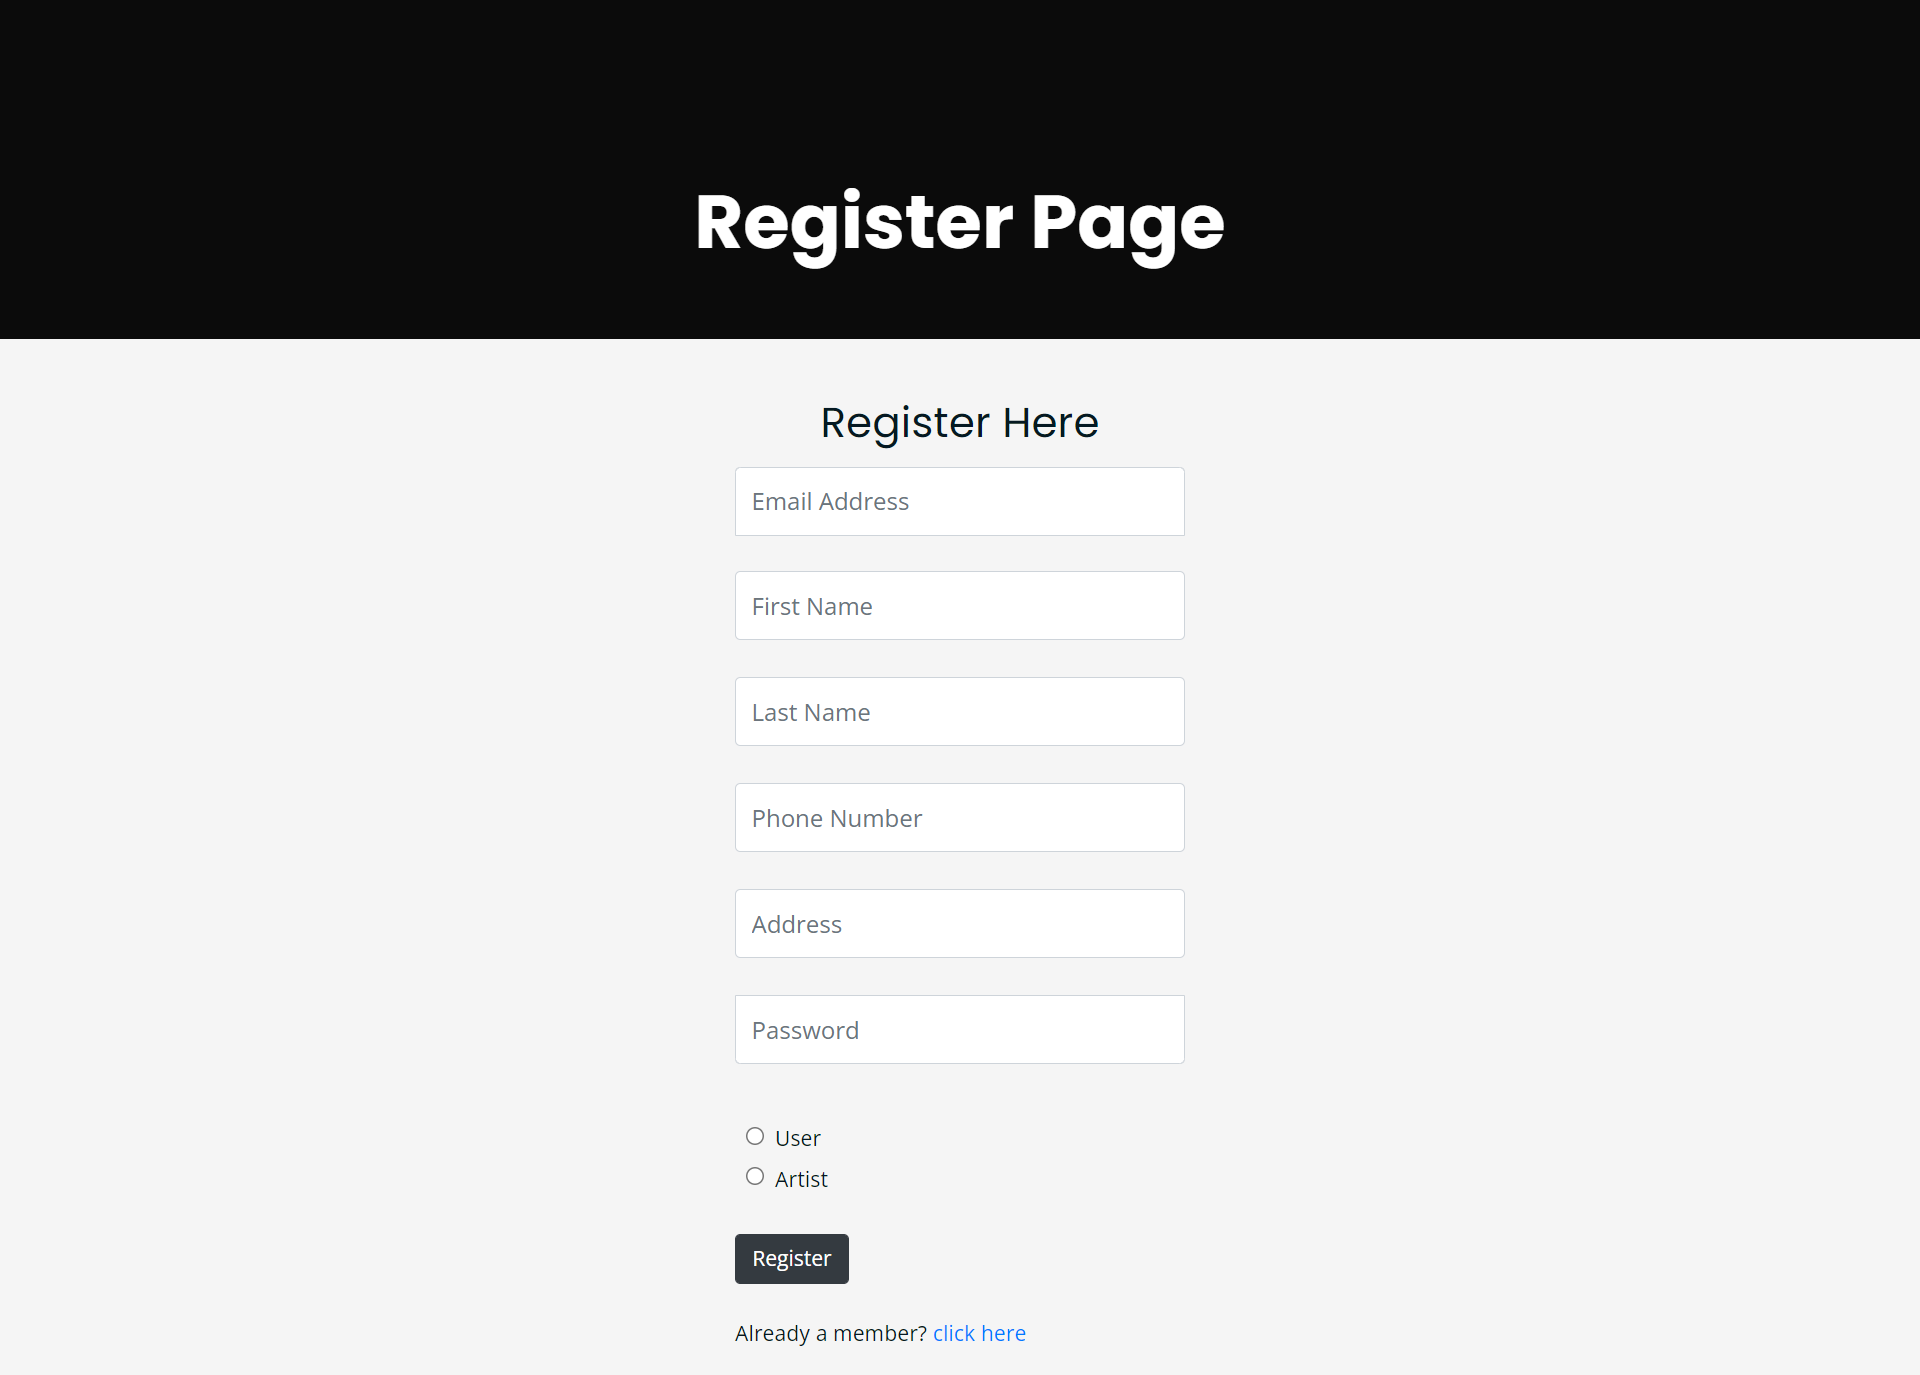 Register Page
Register Here
Email Address
First Name
Last Name
Phone Number
Address
Password
User
Artist
Register
Already a member? click here